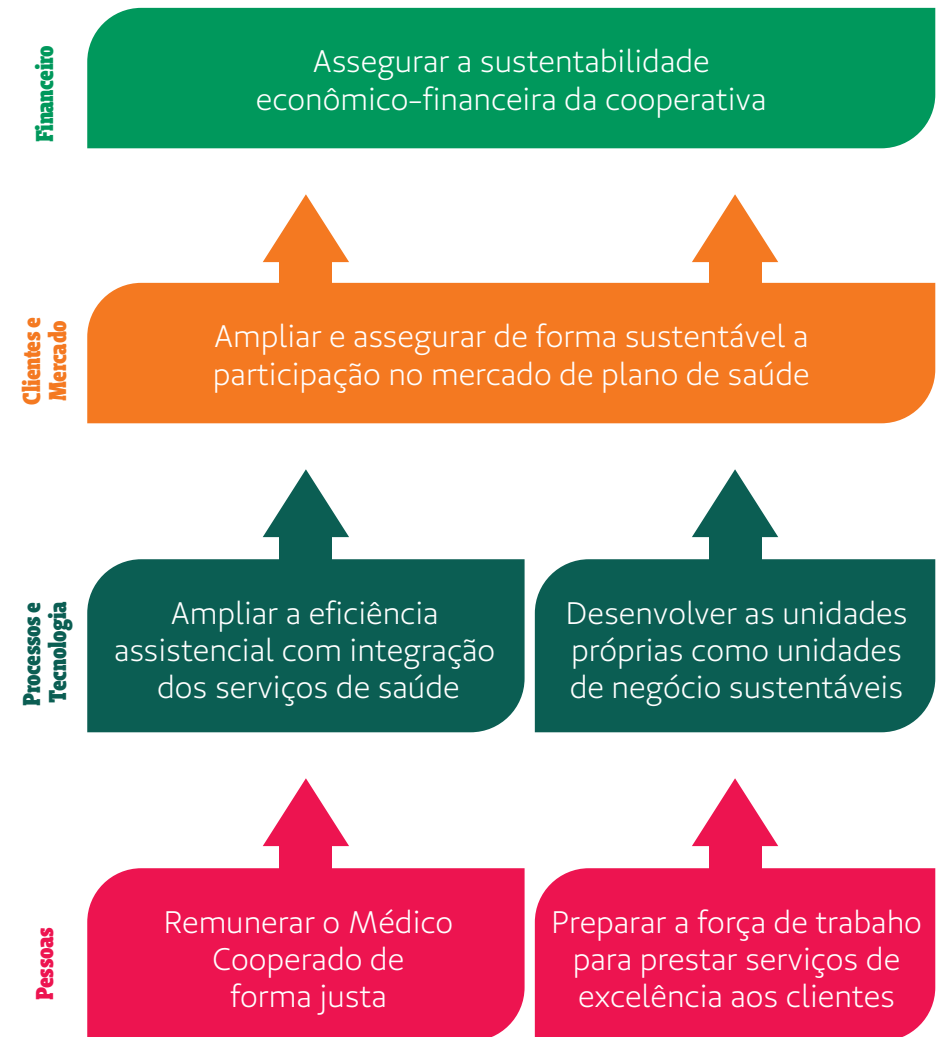 Financeiro
Assegurar a sustentabilidade
econômico-financeira da cooperativa
Clientes e
Mercado
Ampliar e assegurar de forma sustentável a
participação no mercado de plano de saúde
Processos e
Tecnologia
Ampliar a eficiência
assistencial com integração
dos serviços de saúde
Desenvolver as unidades
próprias como unidades
de negócio sustentáveis
Pessoas
Remunerar o Médico
Cooperado de
forma justa
Preparar a força de trabaho
para prestar serviços de
excelência aos clientes